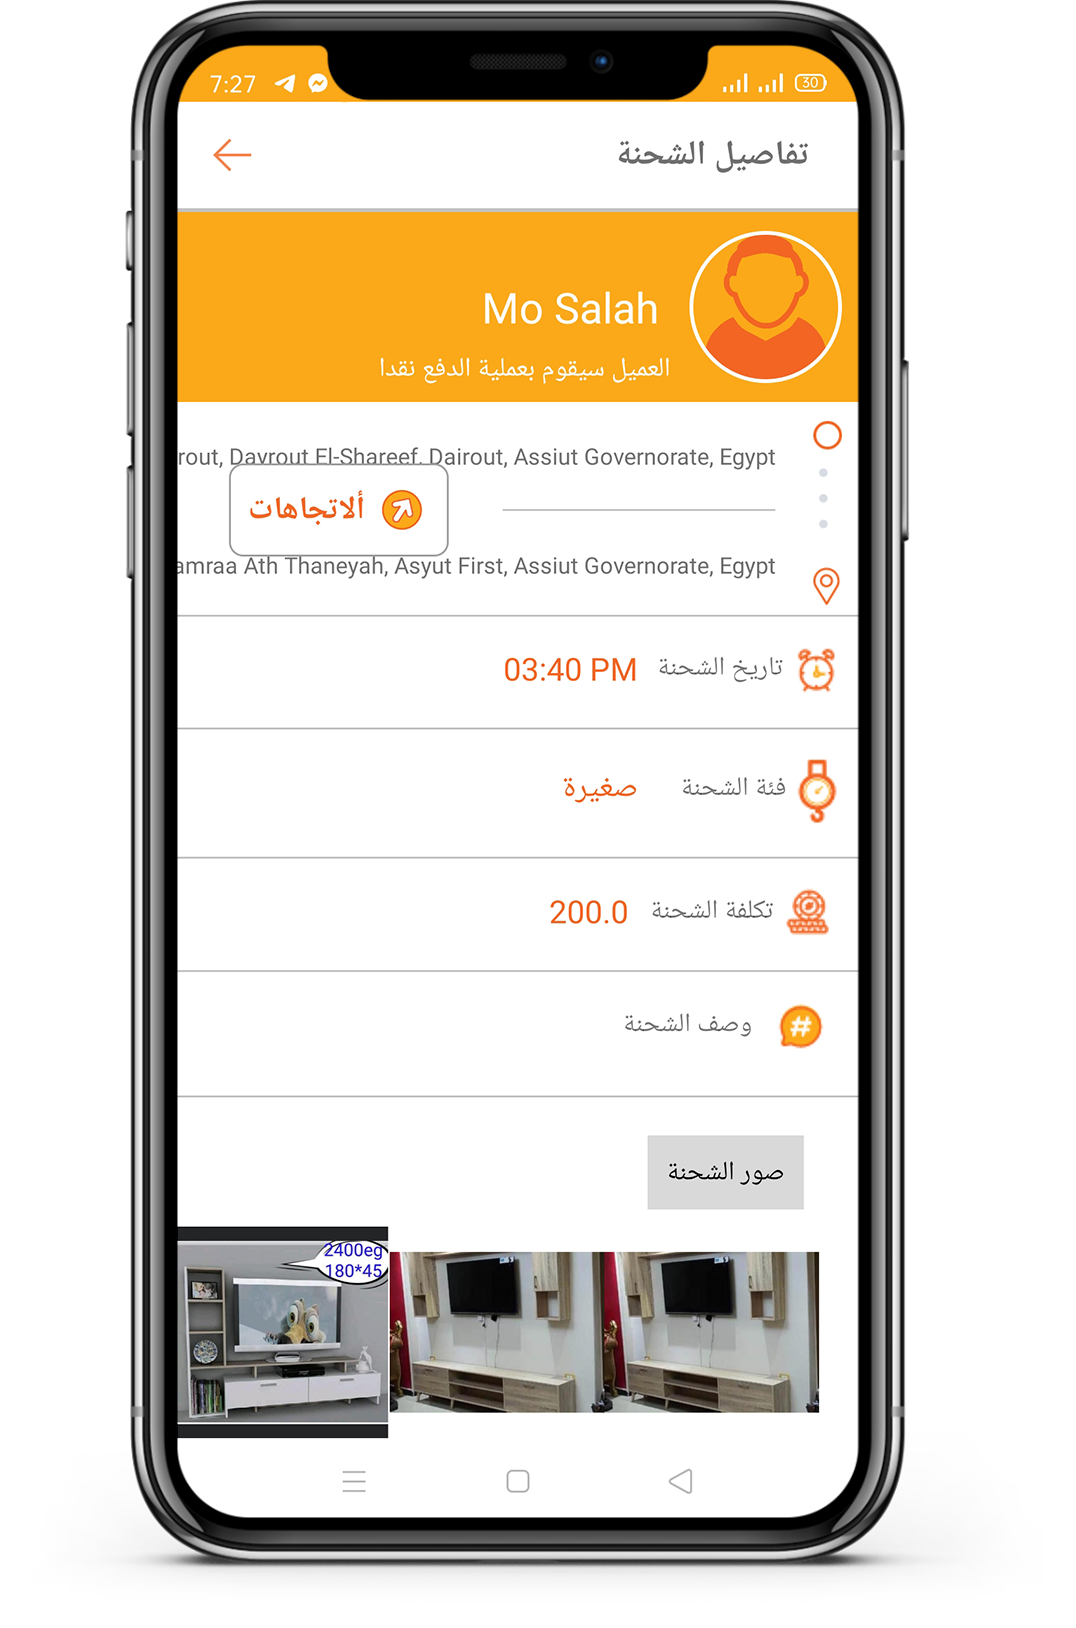 7:27
30
تفاصيل الشحنة
Mo Salah
العميل سيقوم بعملية الدفع نقدا
rout, Dayrout El-Shareef, Dairout, Assiut Governorate, Egypt
ألاتجاهات
amraa Ath Thaneyah, Asyut First, Assiut Governorate, Egypt
تاريخ الشحنة 03:40 PM
فئة الشحنة صغيرة
تكلفة الشحنة 200.0
# وصف الشحنة
صور الشحنة
2400eg
180*45